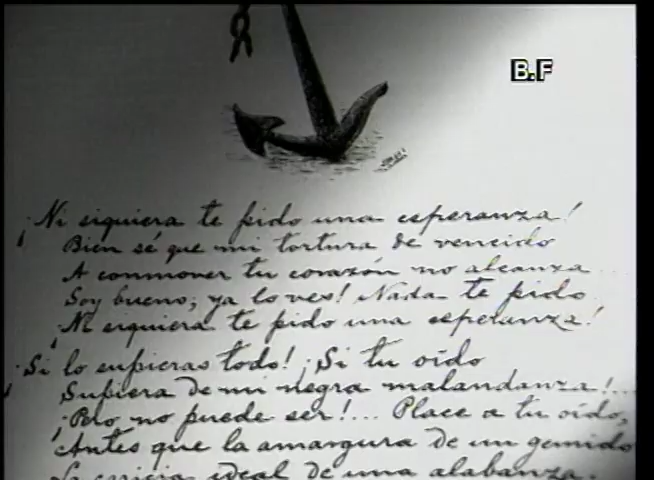 B.F
¡Ni siquiera te pido una esperanza!
Bien sé que mi tortura de vencido
A conmover tu corazón no alcanza
Soy bueno; ya lo ves! Nada te pido
¡Ni siquiera te pido una esperanza!
¡Si lo supieras todo! ¡Si tu oído
Supiera de mi negra malandanza!...
¡Pero no puede ser!... Place a tu oído,
Antes que la amargura de un gemido
La caricia ideal de una alabanza.